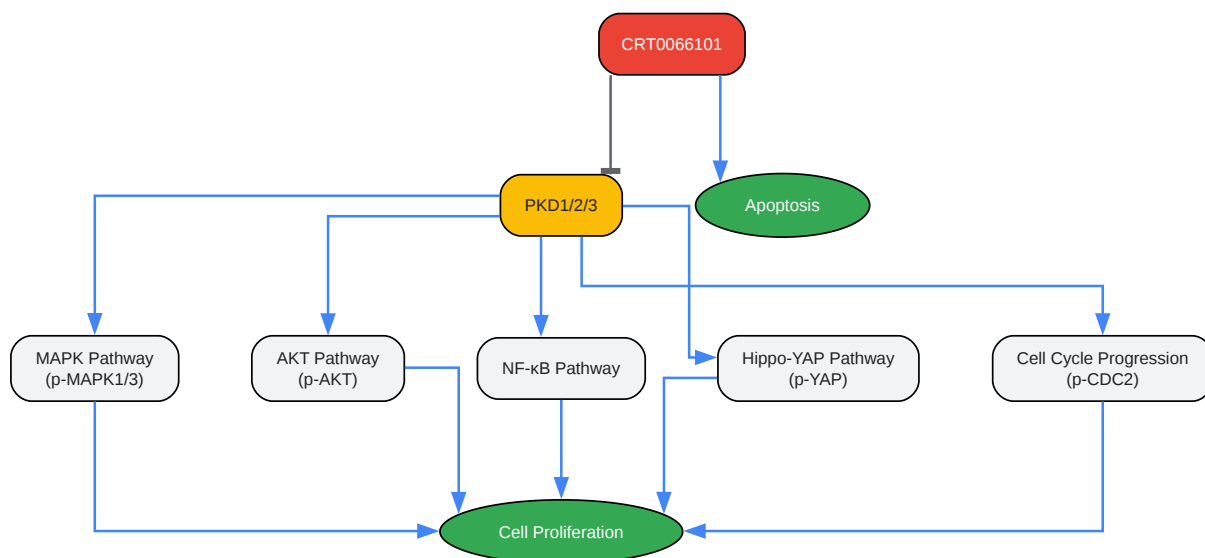 CRT0066101
PKD1/2/3
Apoptosis
MAPK Pathway
(p-MAPK1/3)
AKT Pathway
(p-AKT)
NF-κB Pathway
Hippo-YAP Pathway
(p-YAP)
Cell Cycle Progression
(p-CDC2)
Cell Proliferation